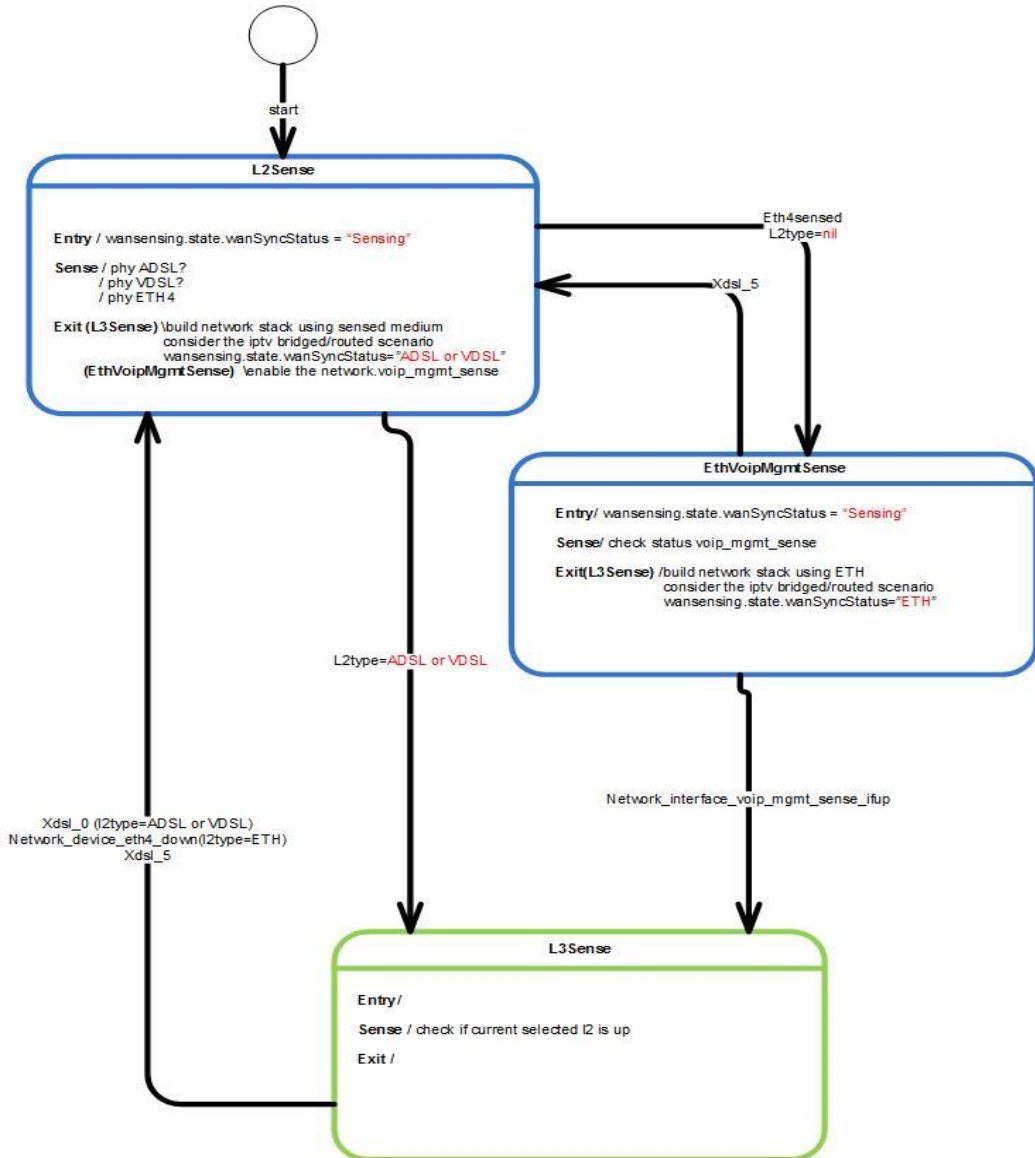 start
L2Sense
Entry / wansensing.state.wanSyncStatus = “Sensing”
Sense / phy ADSL?
/ phy VDSL?
/ phy ETH4
Exit (L3Sense) \build network stack using sensed medium
consider the iptv bridged/routed scenario
wansensing.state.wanSyncStatus=”ADSL or VDSL”
(EthVoipMgmtSense) \enable the network.voip_mgmt_sense
Eth4sensed
L2type=nil
Xdsl_5
EthVoipMgmtSense
Entry/ wansensing.state.wanSyncStatus = “Sensing”
Sense/ check status voip_mgmt_sense
Exit(L3Sense) /build network stack using ETH
consider the iptv bridged/routed scenario
wansensing.state.wanSyncStatus=”ETH”
L2type=ADSL or VDSL
Network_interface_voip_mgmt_sense_ifup
Xdsl_0 (l2type=ADSL or VDSL)
Network_device_eth4_down(l2type=ETH)
Xdsl_5
L3Sense
Entry/
Sense / check if current selected l2 is up
Exit /